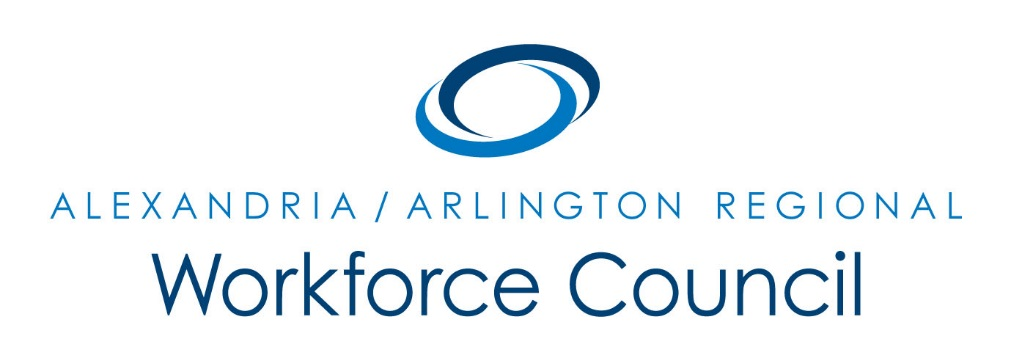 ALEXANDRIA / ARLINGTON REGIONAL
Workforce Council